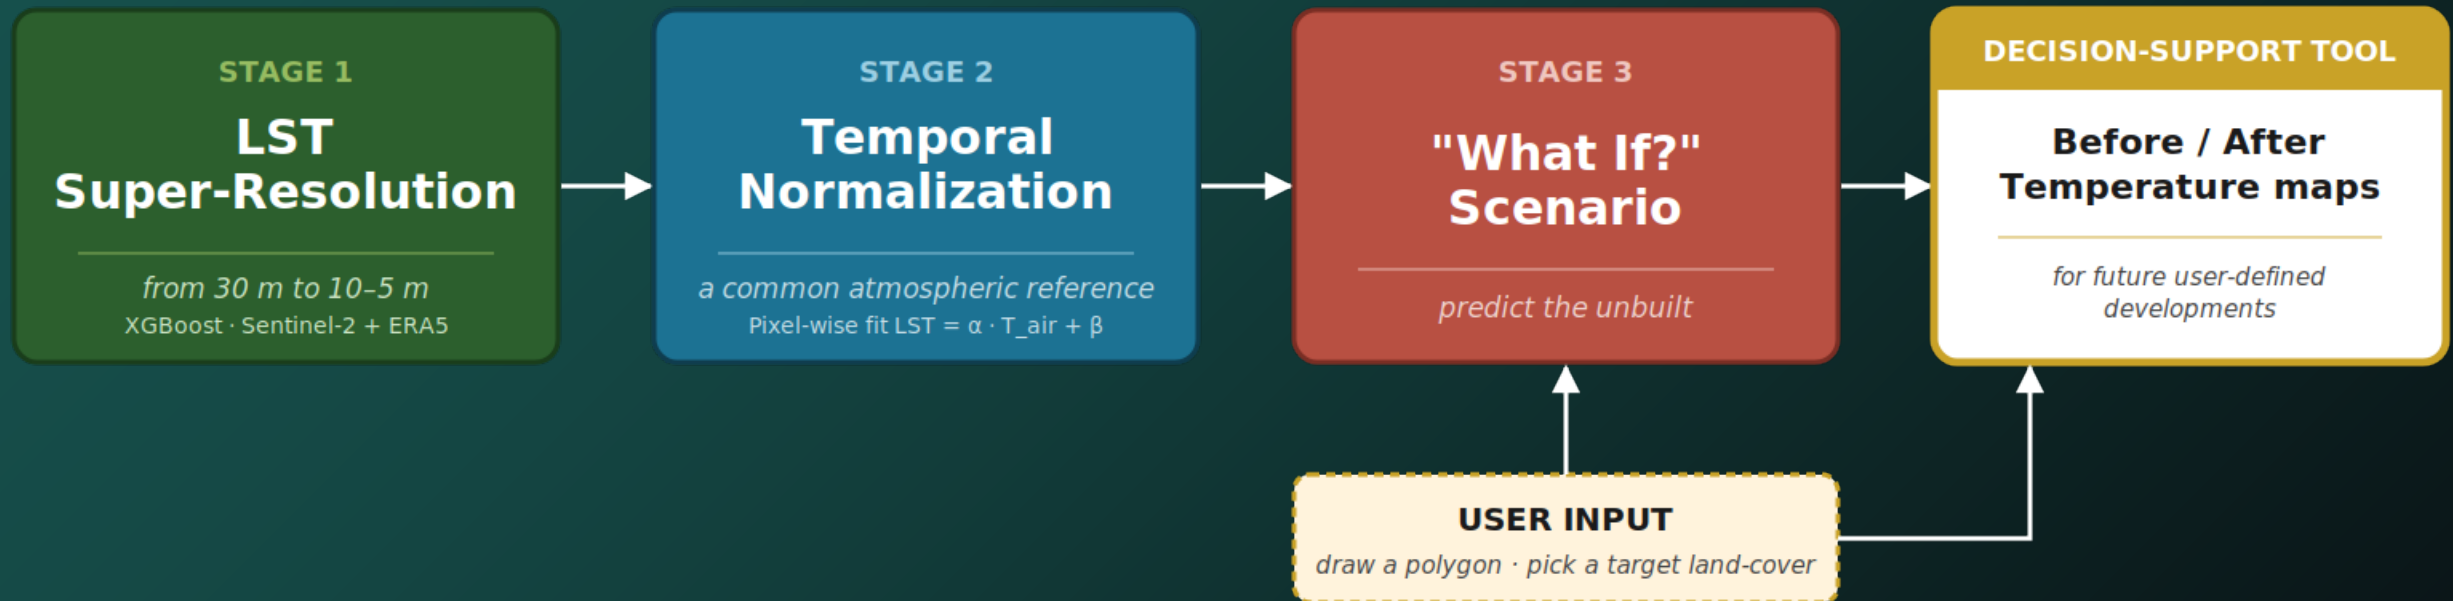 STAGE 1
LST
Super-Resolution
from 30 m to 10–5 m
XGBoost · Sentinel-2 + ERA5
STAGE 2
Temporal
Normalization
a common atmospheric reference
Pixel-wise fit LST = α · T_air + β
STAGE 3
"What If?"
Scenario
predict the unbuilt
DECISION-SUPPORT TOOL
Before / After
Temperature maps
for future user-defined
developments
USER INPUT
draw a polygon · pick a target land-cover